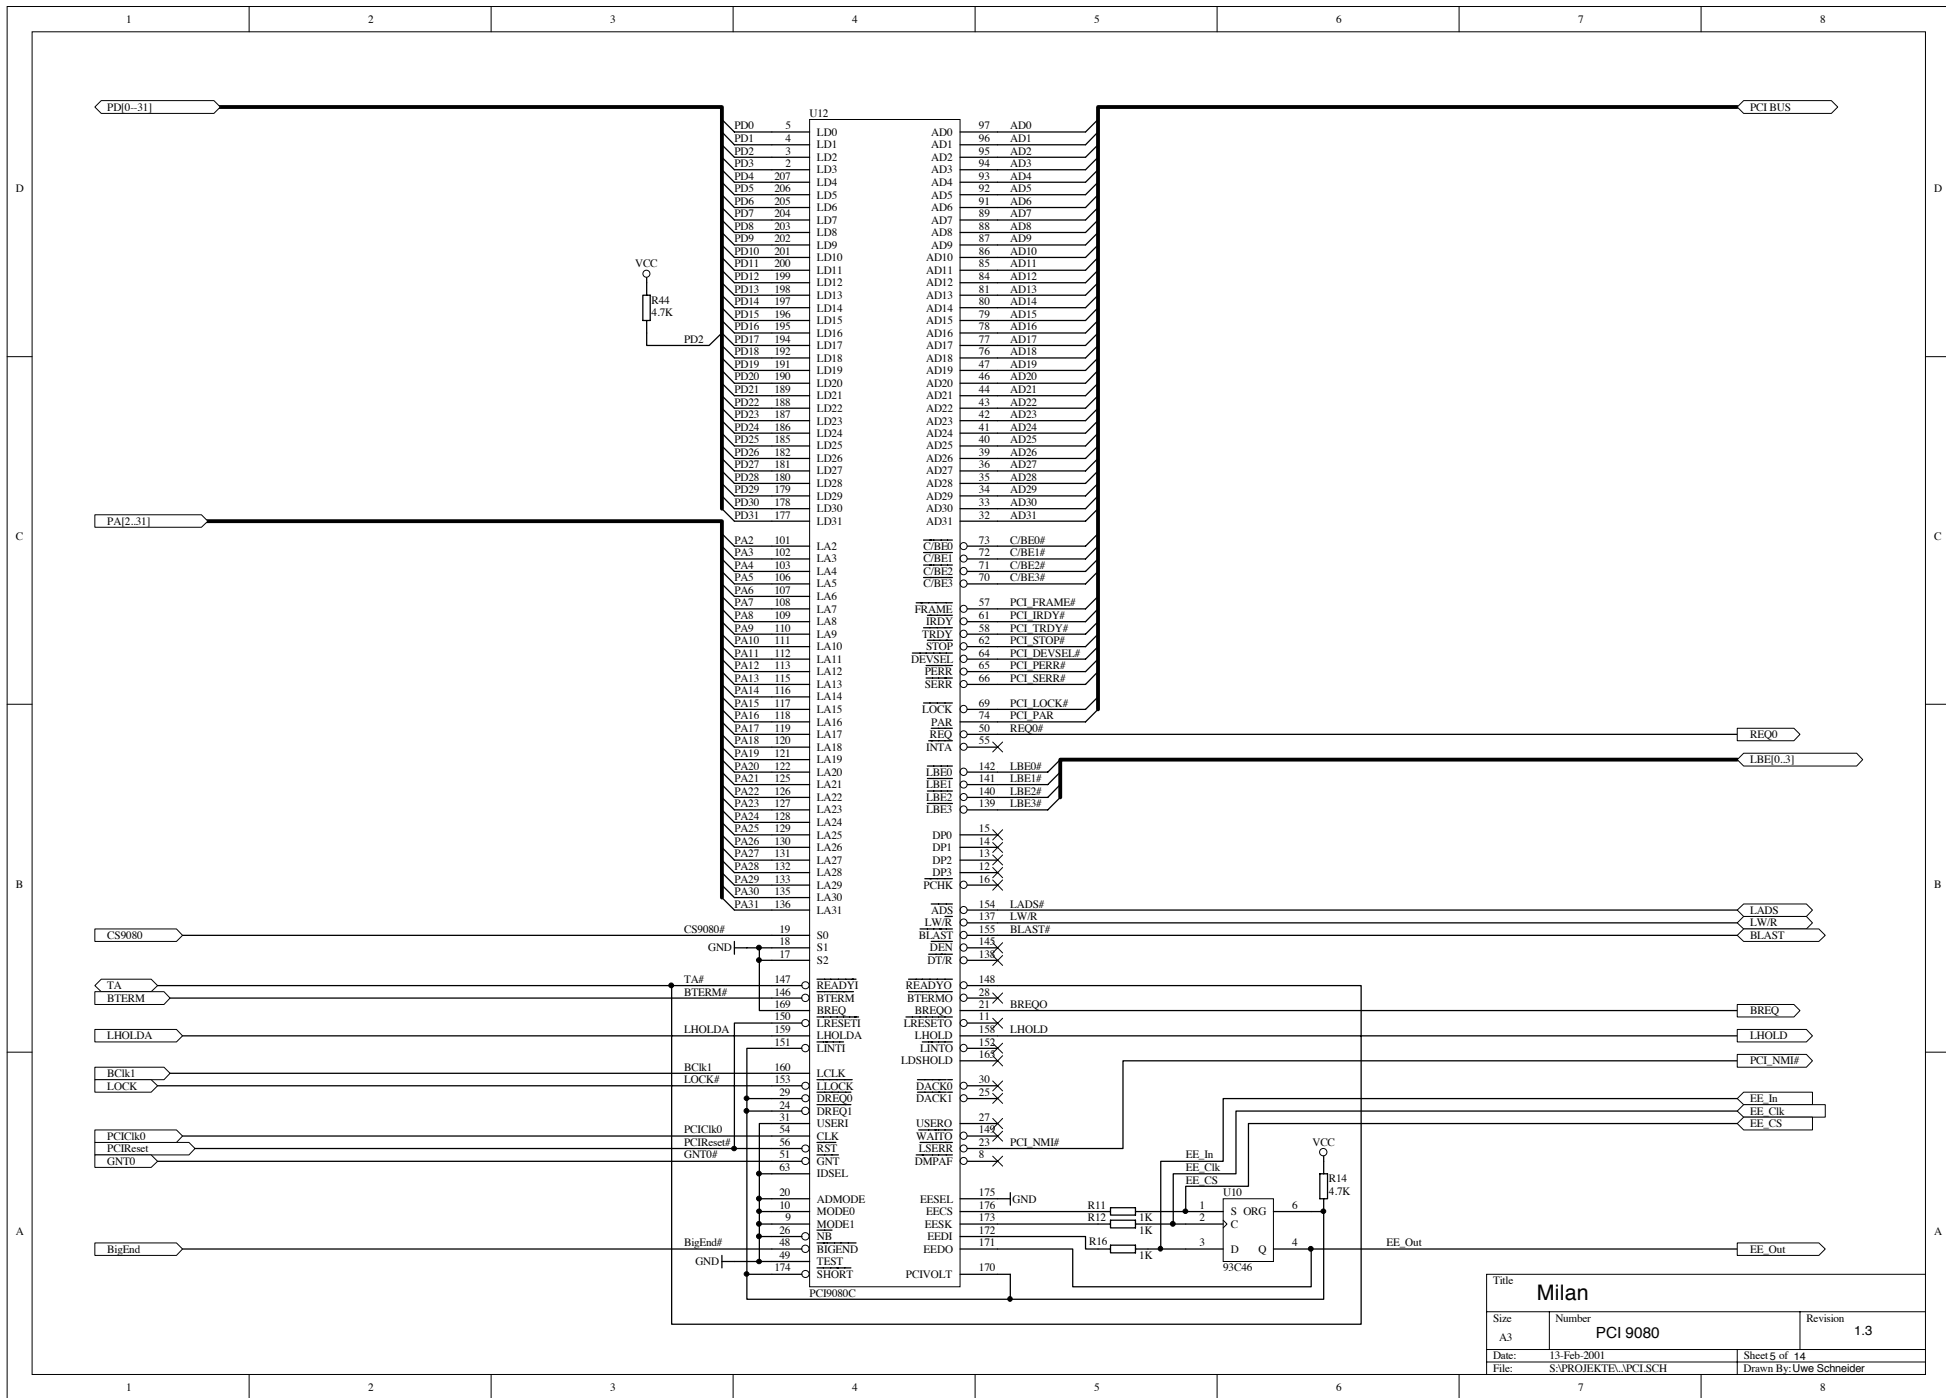 1 2 3 4 5 6 7 8
PD[0--31] PCI BUS
U12
PD0 5 LD0 AD0 97 AD0
PD1 4 LD1 AD1 96 AD1
PD2 3 LD2 AD2 95 AD2
PD3 2 LD3 AD3 94 AD3
PD4 207 LD4 AD4 93 AD4
D PD5 206 LD5 AD5 92 AD5 D
PD6 205 LD6 AD6 91 AD6
PD7 204 LD7 AD7 89 AD7
PD8 203 LD8 AD8 88 AD8
PD9 202 LD9 AD9 87 AD9
PD10 201 LD10 AD10 86 AD10
VCC PD11 200 LD11 AD11 85 AD11
PD12 199 LD12 AD12 84 AD12
PD13 198 LD13 AD13 81 AD13
R44 PD14 197 LD14 AD14 80 AD14
4.7K PD15 196 LD15 AD15 79 AD15
PD16 195 LD16 AD16 78 AD16
PD2 PD17 194 LD17 AD17 77 AD17
PD18 192 LD18 AD18 76 AD18
PD19 191 LD19 AD19 47 AD19
PD20 190 LD20 AD20 46 AD20
PD21 189 LD21 AD21 44 AD21
PD22 188 LD22 AD22 43 AD22
PD23 187 LD23 AD23 42 AD23
PD24 186 LD24 AD24 41 AD24
PD25 185 LD25 AD25 40 AD25
PD26 182 LD26 AD26 39 AD26
PD27 181 LD27 AD27 36 AD27
PD28 180 LD28 AD28 35 AD28
PD29 179 LD29 AD29 34 AD29
PD30 178 LD30 AD30 33 AD30
PA[2..31] PD31 177 LD31 AD31 32 AD31
C C
PA2 101 LA2 C/BE0 73 C/BE0#
PA3 102 LA3 C/BE1 72 C/BE1#
PA4 103 LA4 C/BE2 71 C/BE2#
PA5 106 LA5 C/BE3 70 C/BE3#
PA6 107 LA6
PA7 108 LA7 FRAME 57 PCI_FRAME#
PA8 109 LA8 IRDY 61 PCI_IRDY#
PA9 110 LA9 TRDY 58 PCI_TRDY#
PA10 111 LA10 STOP 62 PCI_STOP#
PA11 112 LA11 DEVSEL 64 PCI_DEVSEL#
PA12 113 LA12 PERR 65 PCI_PERR#
PA13 115 LA13 SERR 66 PCI_SERR#
PA14 116 LA14
PA15 117 LA15 LOCK 69 PCI_LOCK#
PA16 118 LA16 PAR 74 PCI_PAR
PA17 119 LA17 REQ 50 REQ0# REQ0
PA18 120 LA18 INTA 55
PA19 121 LA19 LBE[0..3]
PA20 122 LA20 LBE0 142 LBE0#
PA21 125 LA21 LBE1 141 LBE1#
PA22 126 LA22 LBE2 140 LBE2#
PA23 127 LA23 LBE3 139 LBE3#
PA24 128 LA24
PA25 129 LA25 DP0 15
PA26 130 LA26 DP1 14
PA27 131 LA27 DP2 13
PA28 132 LA28 DP3 12
B PA29 133 LA29 PCHK 16 B
PA30 135 LA30
PA31 136 LA31 ADS 154 LADS# LADS
LW/R 137 LW/R LW/R
CS9080 CS9080# 19 S0 BLAST 155 BLAST# BLAST
GND 18 S1 DEN 145
17 S2 DT/R 138
TA TA# 147 READYI READYO 148
BTERM BTERM# 146 BTERM BTERMO 28
169 BREQ BREQO 21 BREQO BREQ
150 LRESETI LRESETO 11
LHOLDA LHOLDA 159 LHOLDA LHOLD 158 LHOLD LHOLD
151 LINTI LINTO 152
LDSHOLD 165 PCI_NMI#
BClk1 BClk1 160 LCLK
LOCK LOCK# 153 LLOCK DACK0 30
29 DREQ0 DACK1 25 EE_In
24 DREQ1 EE_Clk
31 USERI USERO 27 EE_CS
PCIClk0 PCIClk0 54 CLK WAITO 149
PCIReset PCIReset# 56 RST LSERR 23 PCI_NMI# VCC
GNT0 GNT0# 51 GNT DMPAF 8 EE_In
63 IDSEL EE_Clk
EE_CS R14
20 ADMODE EESEL 175 GND U10 4.7K
10 MODE0 EECS 176 R11 1 S ORG 6
9 MODE1 EESK 173 R12 1K 2 C
A 26 NB EEDI 172 1K A
BigEnd BigEnd# 48 BIGEND EEDO 171 R16 3 D Q 4 EE_Out EE_Out
GND 49 TEST 1K 93C46
174 SHORT PCIVOLT 170
PCI9080C
Title Milan
Size A3 Number PCI 9080 Revision 1.3
Date: 13-Feb-2001 Sheet 5 of 14
File: S:\PROJEKTE\..\PCI.SCH Drawn By: Uwe Schneider
1 2 3 4 5 6 7 8